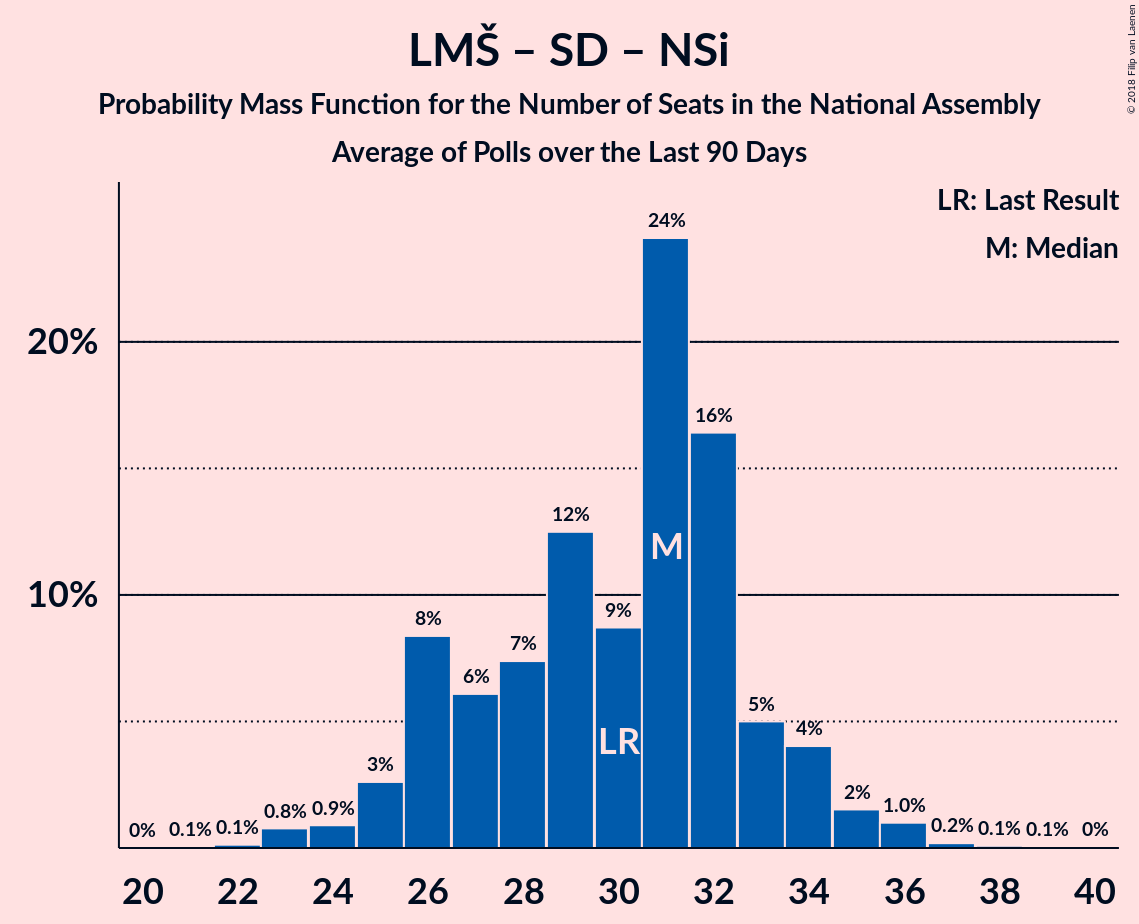 LMŠ – SD – NSi
Probability Mass Function for the Number of Seats in the National Assembly
Average of Polls over the Last 90 Days
© 2018 Filip van Laenen
LR: Last Result
M: Median
24%
20%
16%
12%
M
10%
9%
8%
7%
6%
LR
5%
4%
3%
2%
1.0%
0.8%
0.9%
0% 0.1% 0.1%
0.2% 0.1% 0.1% 0%
20 22 24 26 28 30 32 34 36 38 40